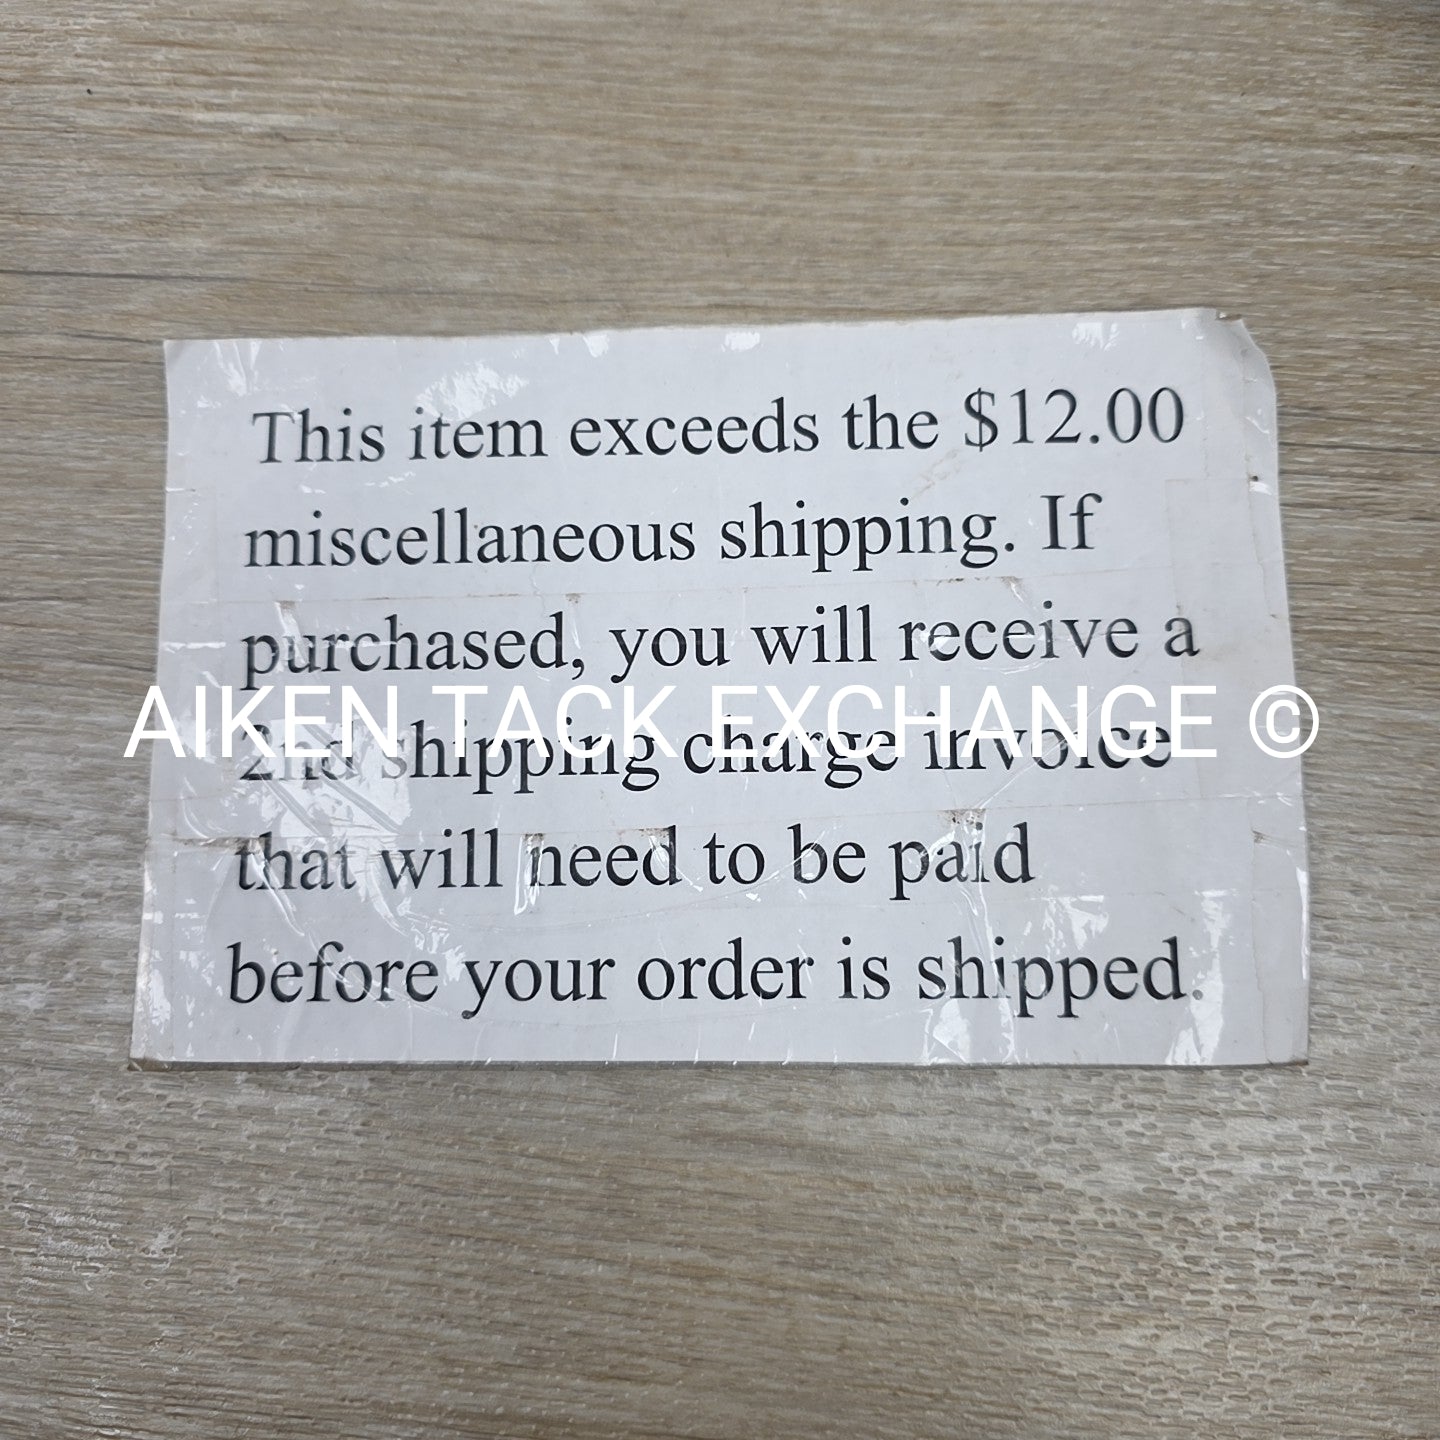 This item exceeds the $12.00
miscellaneous shipping. If
purchased, you will receive a
AIKEN TACK EXCHANGE ©
2nd shipping charge invoice
that will need to be paid
before your order is shipped.